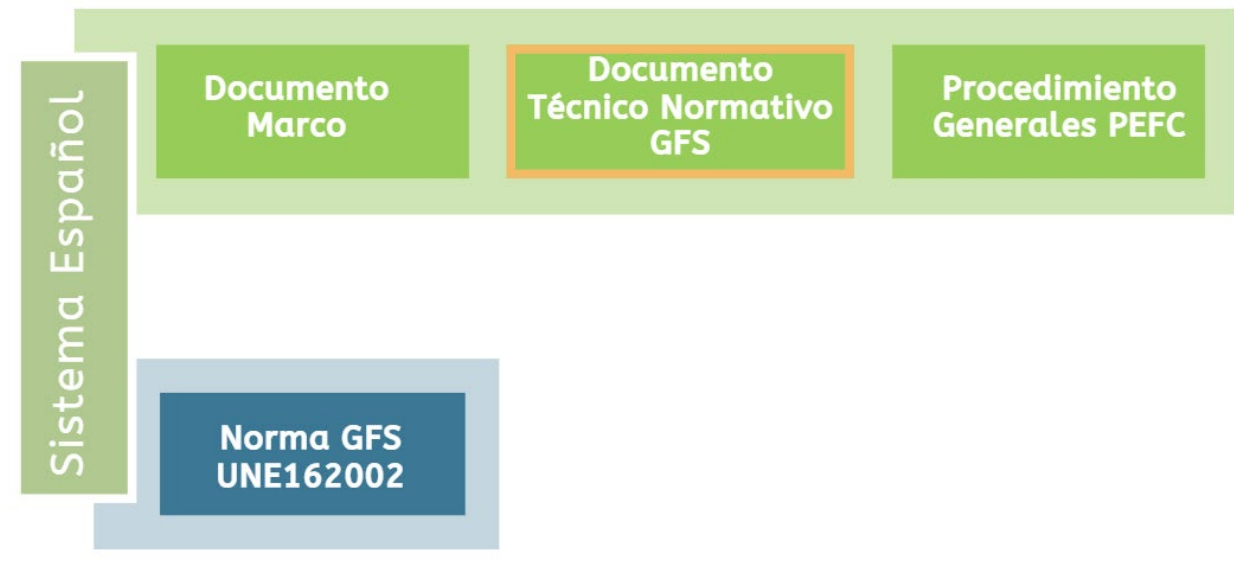 Sistema Español
Documento
Marco
Documento
Técnico Normativo
GFS
Procedimiento
Generales PEFC
Norma GFS
UNE162002